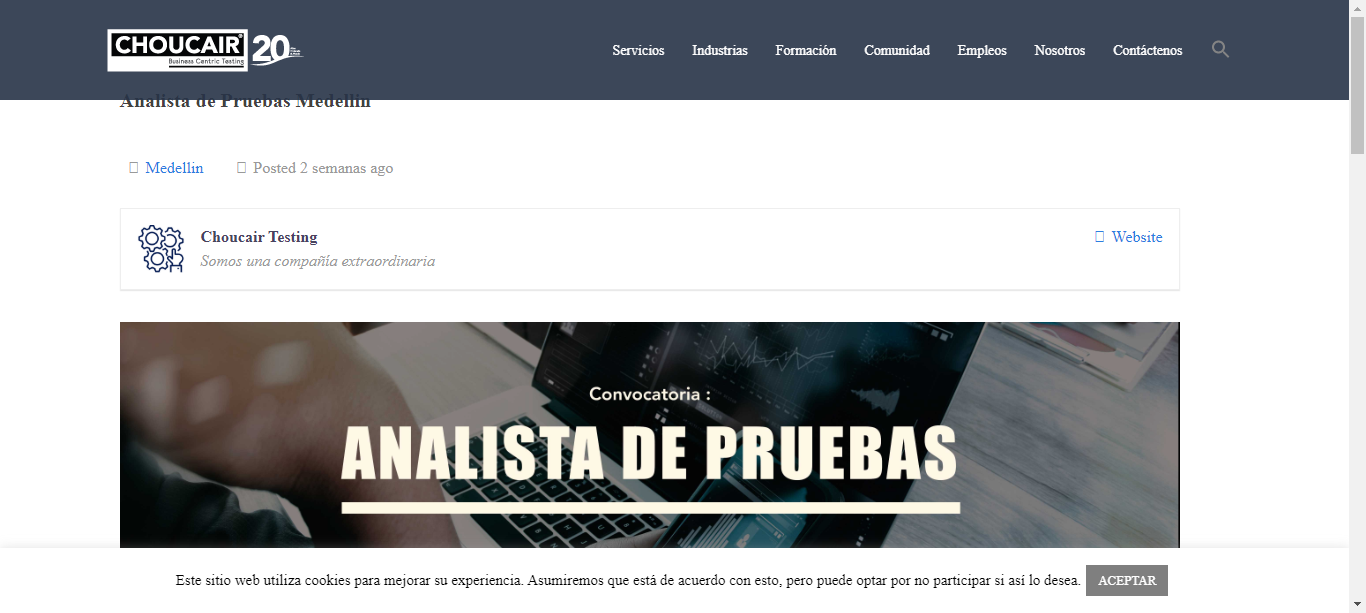 CHOUCAIR
Business Centric Testing
20
Servicios Industrias Formación Comunidad Empleos Nosotros Contáctenos
Analista de Pruebas Medellin
Medellin Posted 2 semanas ago
Choucair Testing Website
Somos una compañía extraordinaria
Convocatoria :
ANALISTA DE PRUEBAS
Este sitio web utiliza cookies para mejorar su experiencia. Asumiremos que está de acuerdo con esto, pero puede optar por no participar si así lo desea. ACEPTAR